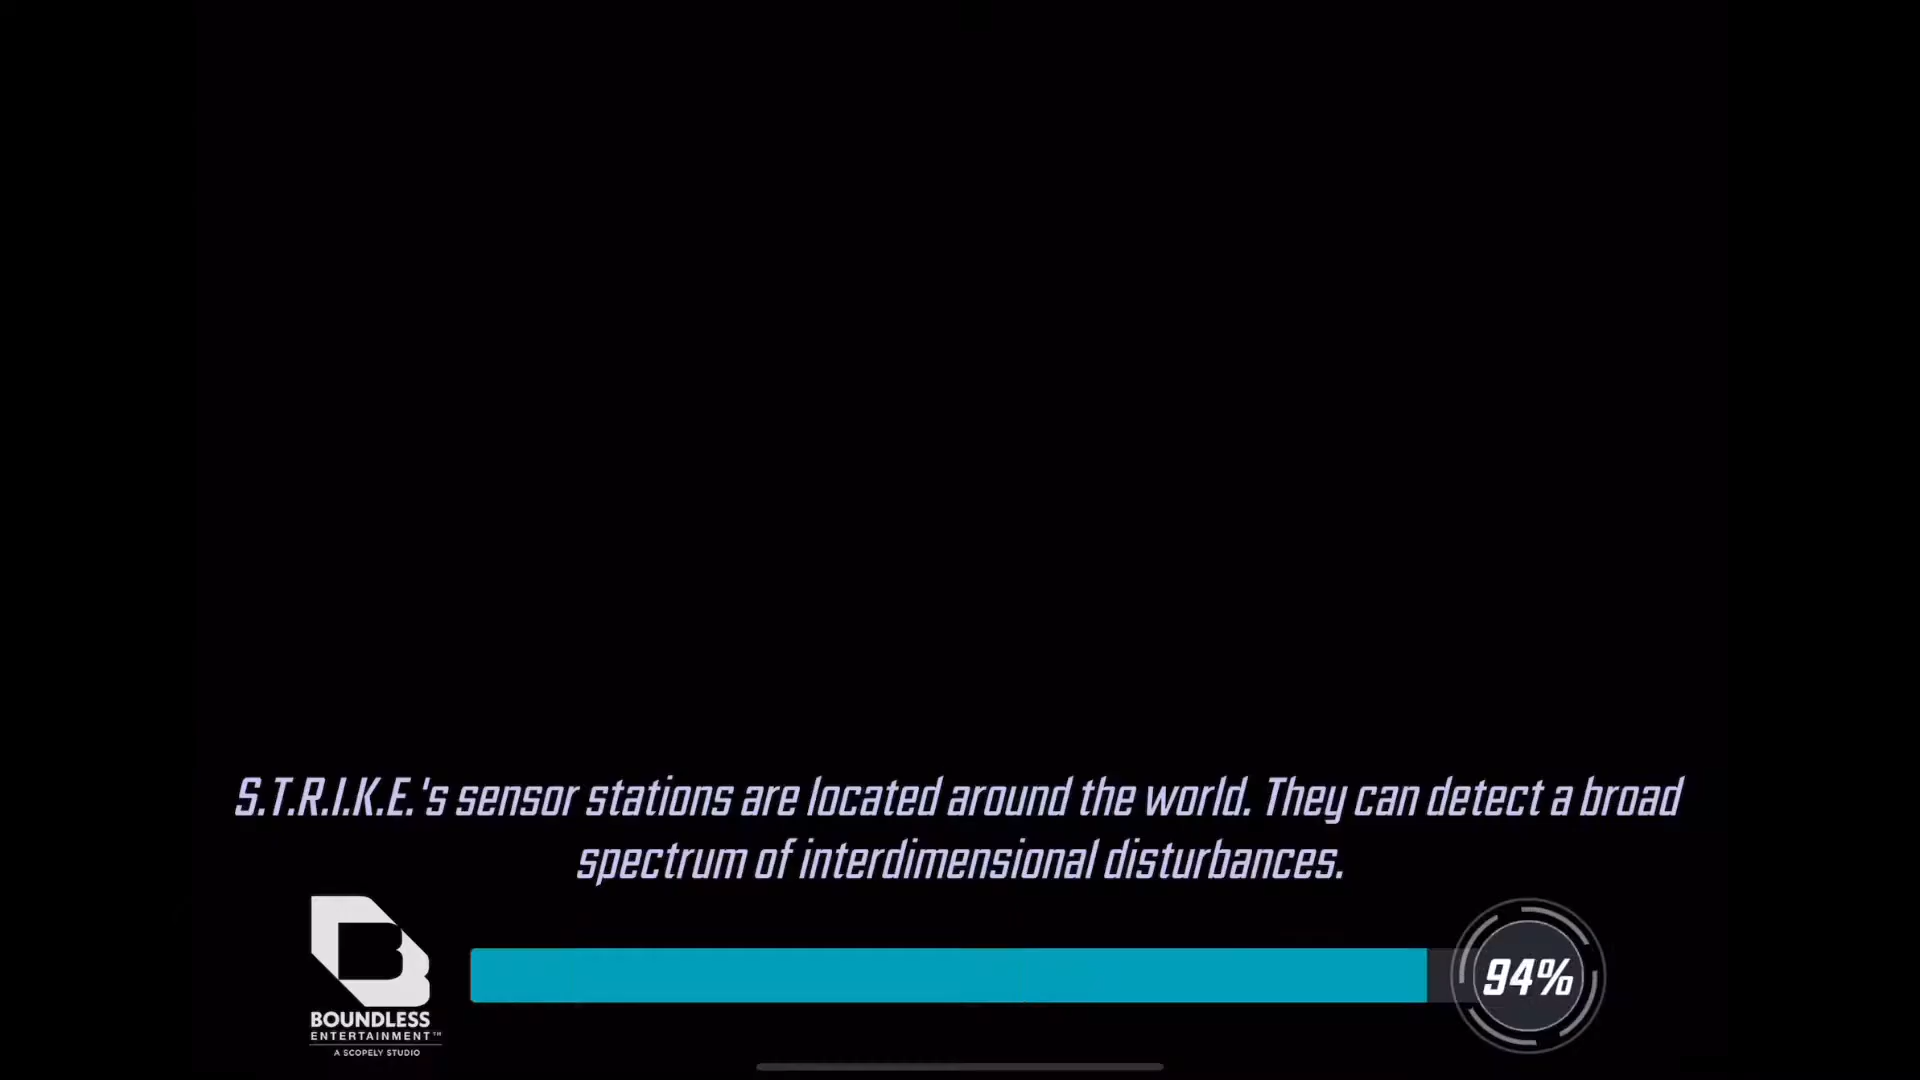 S.T.R.I.K.E.'s sensor stations are located around the world. They can detect a broad
spectrum of interdimensional disturbances.
94%
BOUNDLESS
ENTERTAINMENT™
A SCOPELY STUDIO